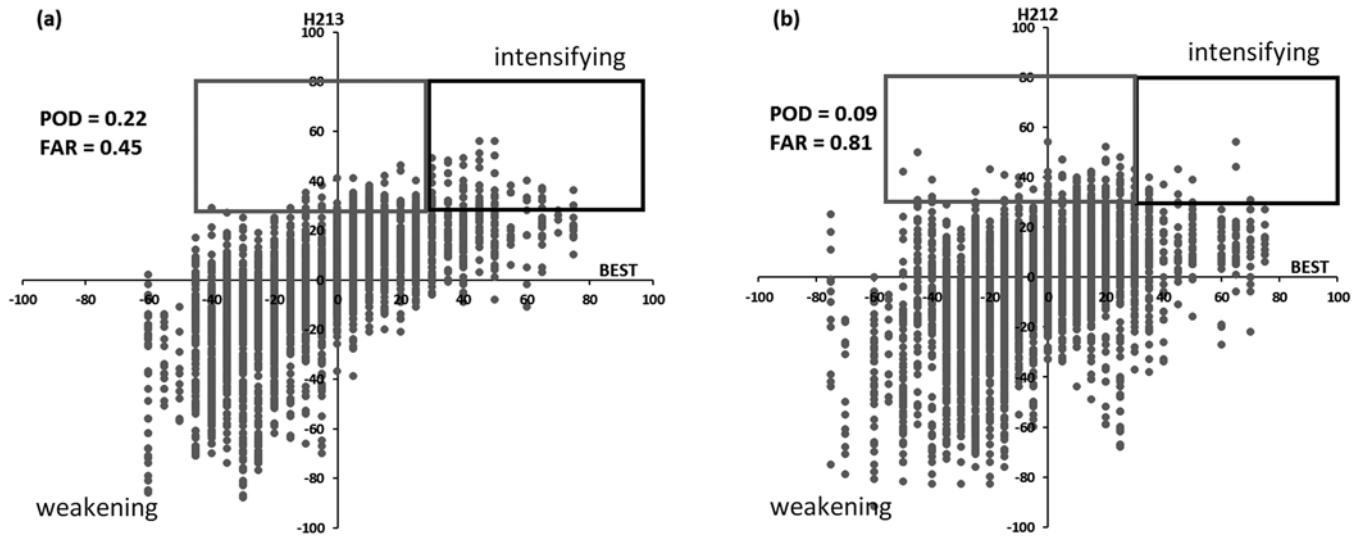 (a)
H213
100
intensifying
80
POD = 0.22
FAR = 0.45
60
40
20
0
BEST
-100 -60 -20 0 20 40 60 80 100
-20
-40
-60
-80
weakening
-100
(b)
H212
100
intensifying
80
POD = 0.09
FAR = 0.81
60
40
20
0
BEST
-100 -80 -60 -40 -20 0 20 40 60 80 100
-20
-40
-60
-80
weakening
-100